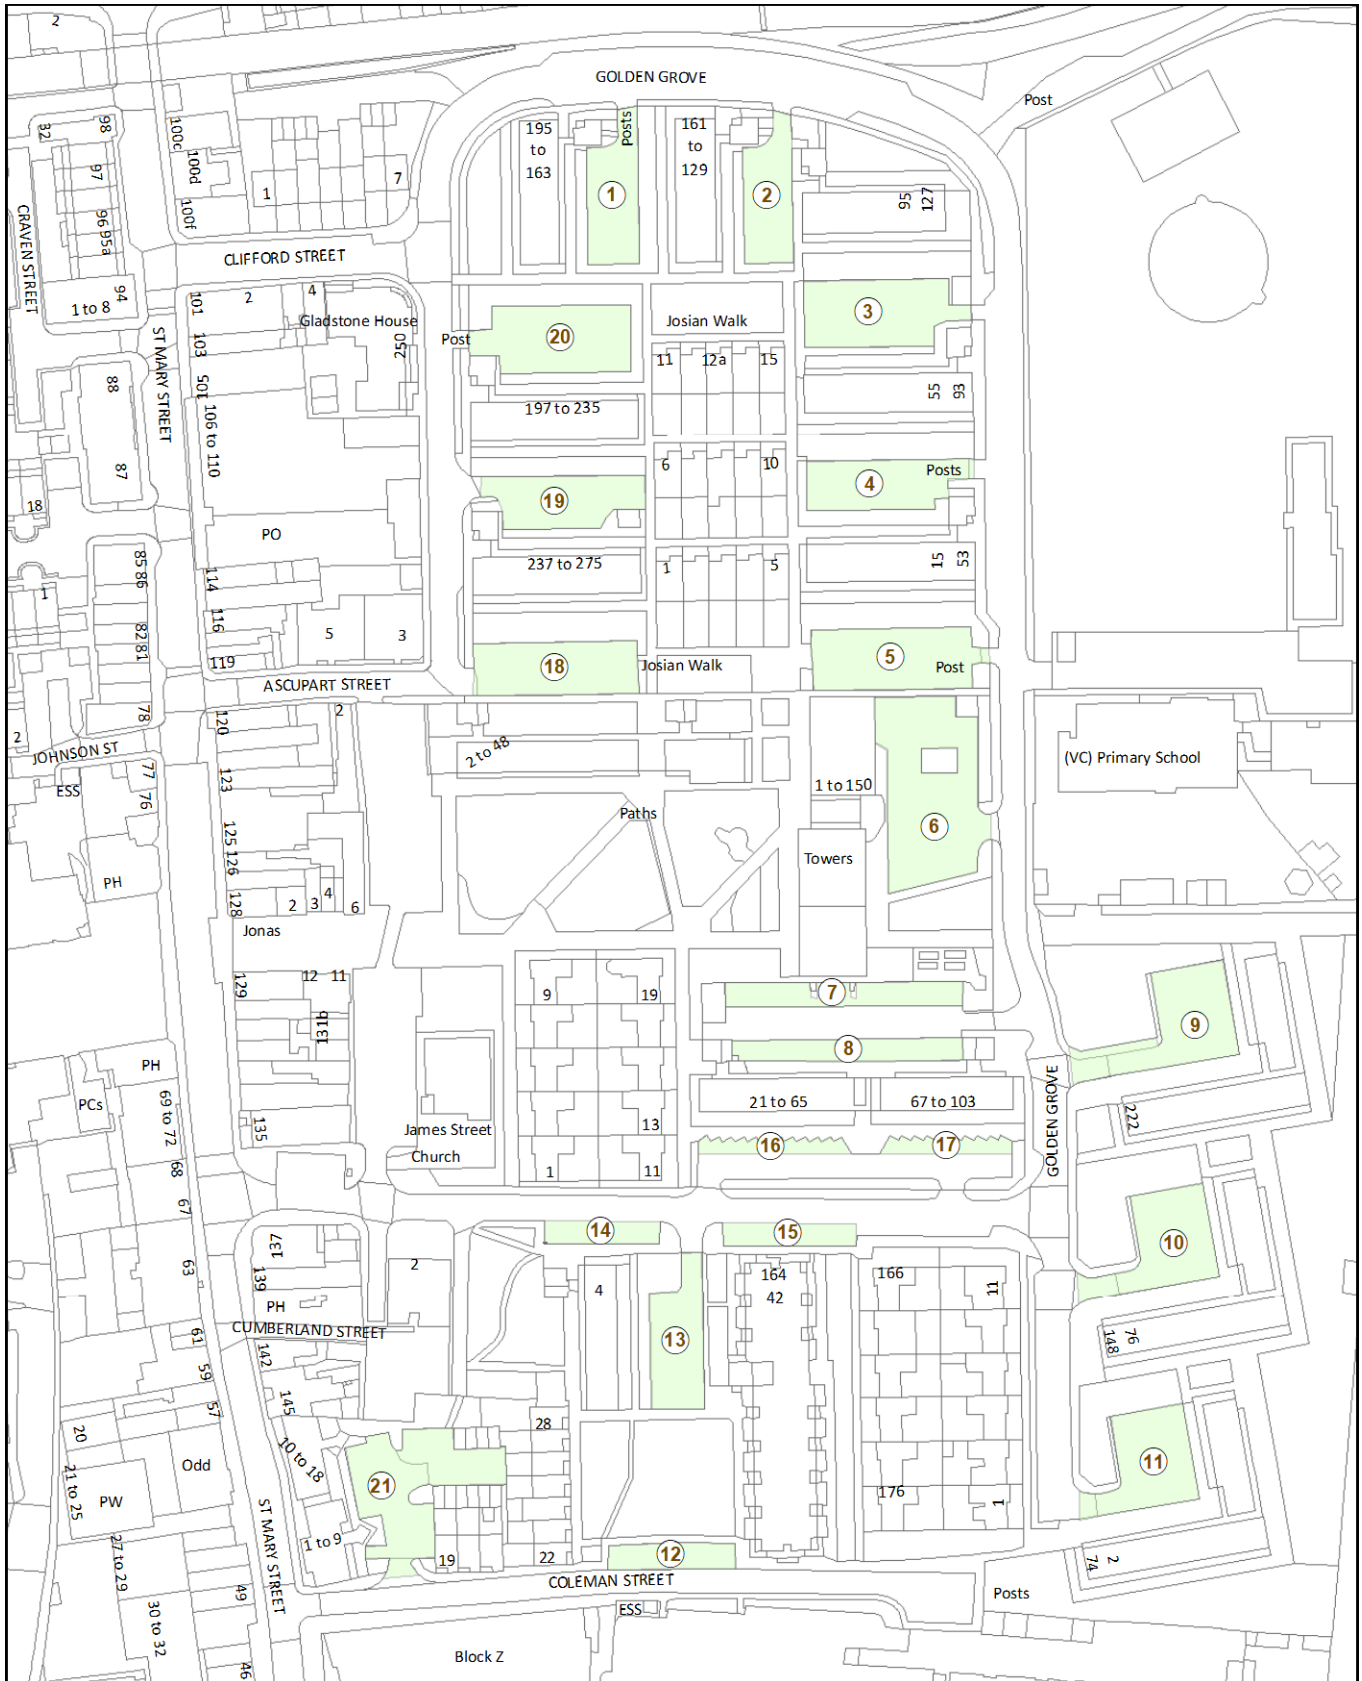 2
GOLDEN GROVE
Post
32
98
100c
195
to
163
Posts
161
to
129
97
100d
1
7
1
2
95
127
96
95a
100f
CRAVEN STREET
CLIFFORD STREET
94
1 to 8
101
2
4
Gladstone House
250
Post
20
Josian Walk
3
ST MARY STREET
103
105
11
12a
15
88
106 to 110
197 to 235
55
93
87
6
10
Posts
18
19
4
PO
85
86
114
237 to 275
1
5
15
53
1
116
5
3
82
81
119
18
Josian Walk
5
Post
ASCUPART STREET
78
120
2
2
JOHNSON ST
2 to 48
(VC) Primary School
77
123
1 to 150
ESS
76
Paths
6
125
126
Towers
PH
128
2
3
4
6
Jonas
129
12
11
9
19
7
9
131b
8
PH
GOLDEN GROVE
PCs
69 to 72
21 to 65
67 to 103
222
135
James Street
Church
13
16
17
68
1
11
67
14
15
10
137
63
139
2
4
164
42
166
11
PH
CUMBERLAND STREET
61
142
13
76
148
59
145
57
28
20
10 to 18
Odd
21
11
21 to 25
PW
176
1
ST MARY STREET
27 to 29
1 to 9
19
22
12
74
2
COLEMAN STREET
49
Posts
ESS
30 to 32
Block Z
46